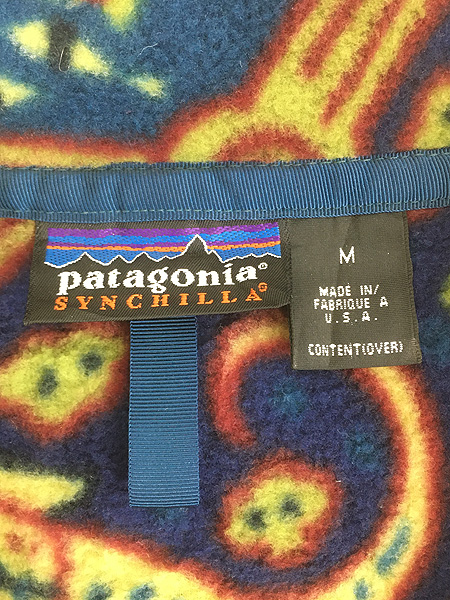 patagonia®
SYNCHILLA®
M
MADE IN/
FABRIQUE A
U.S.A.
CONTENT(OVER)